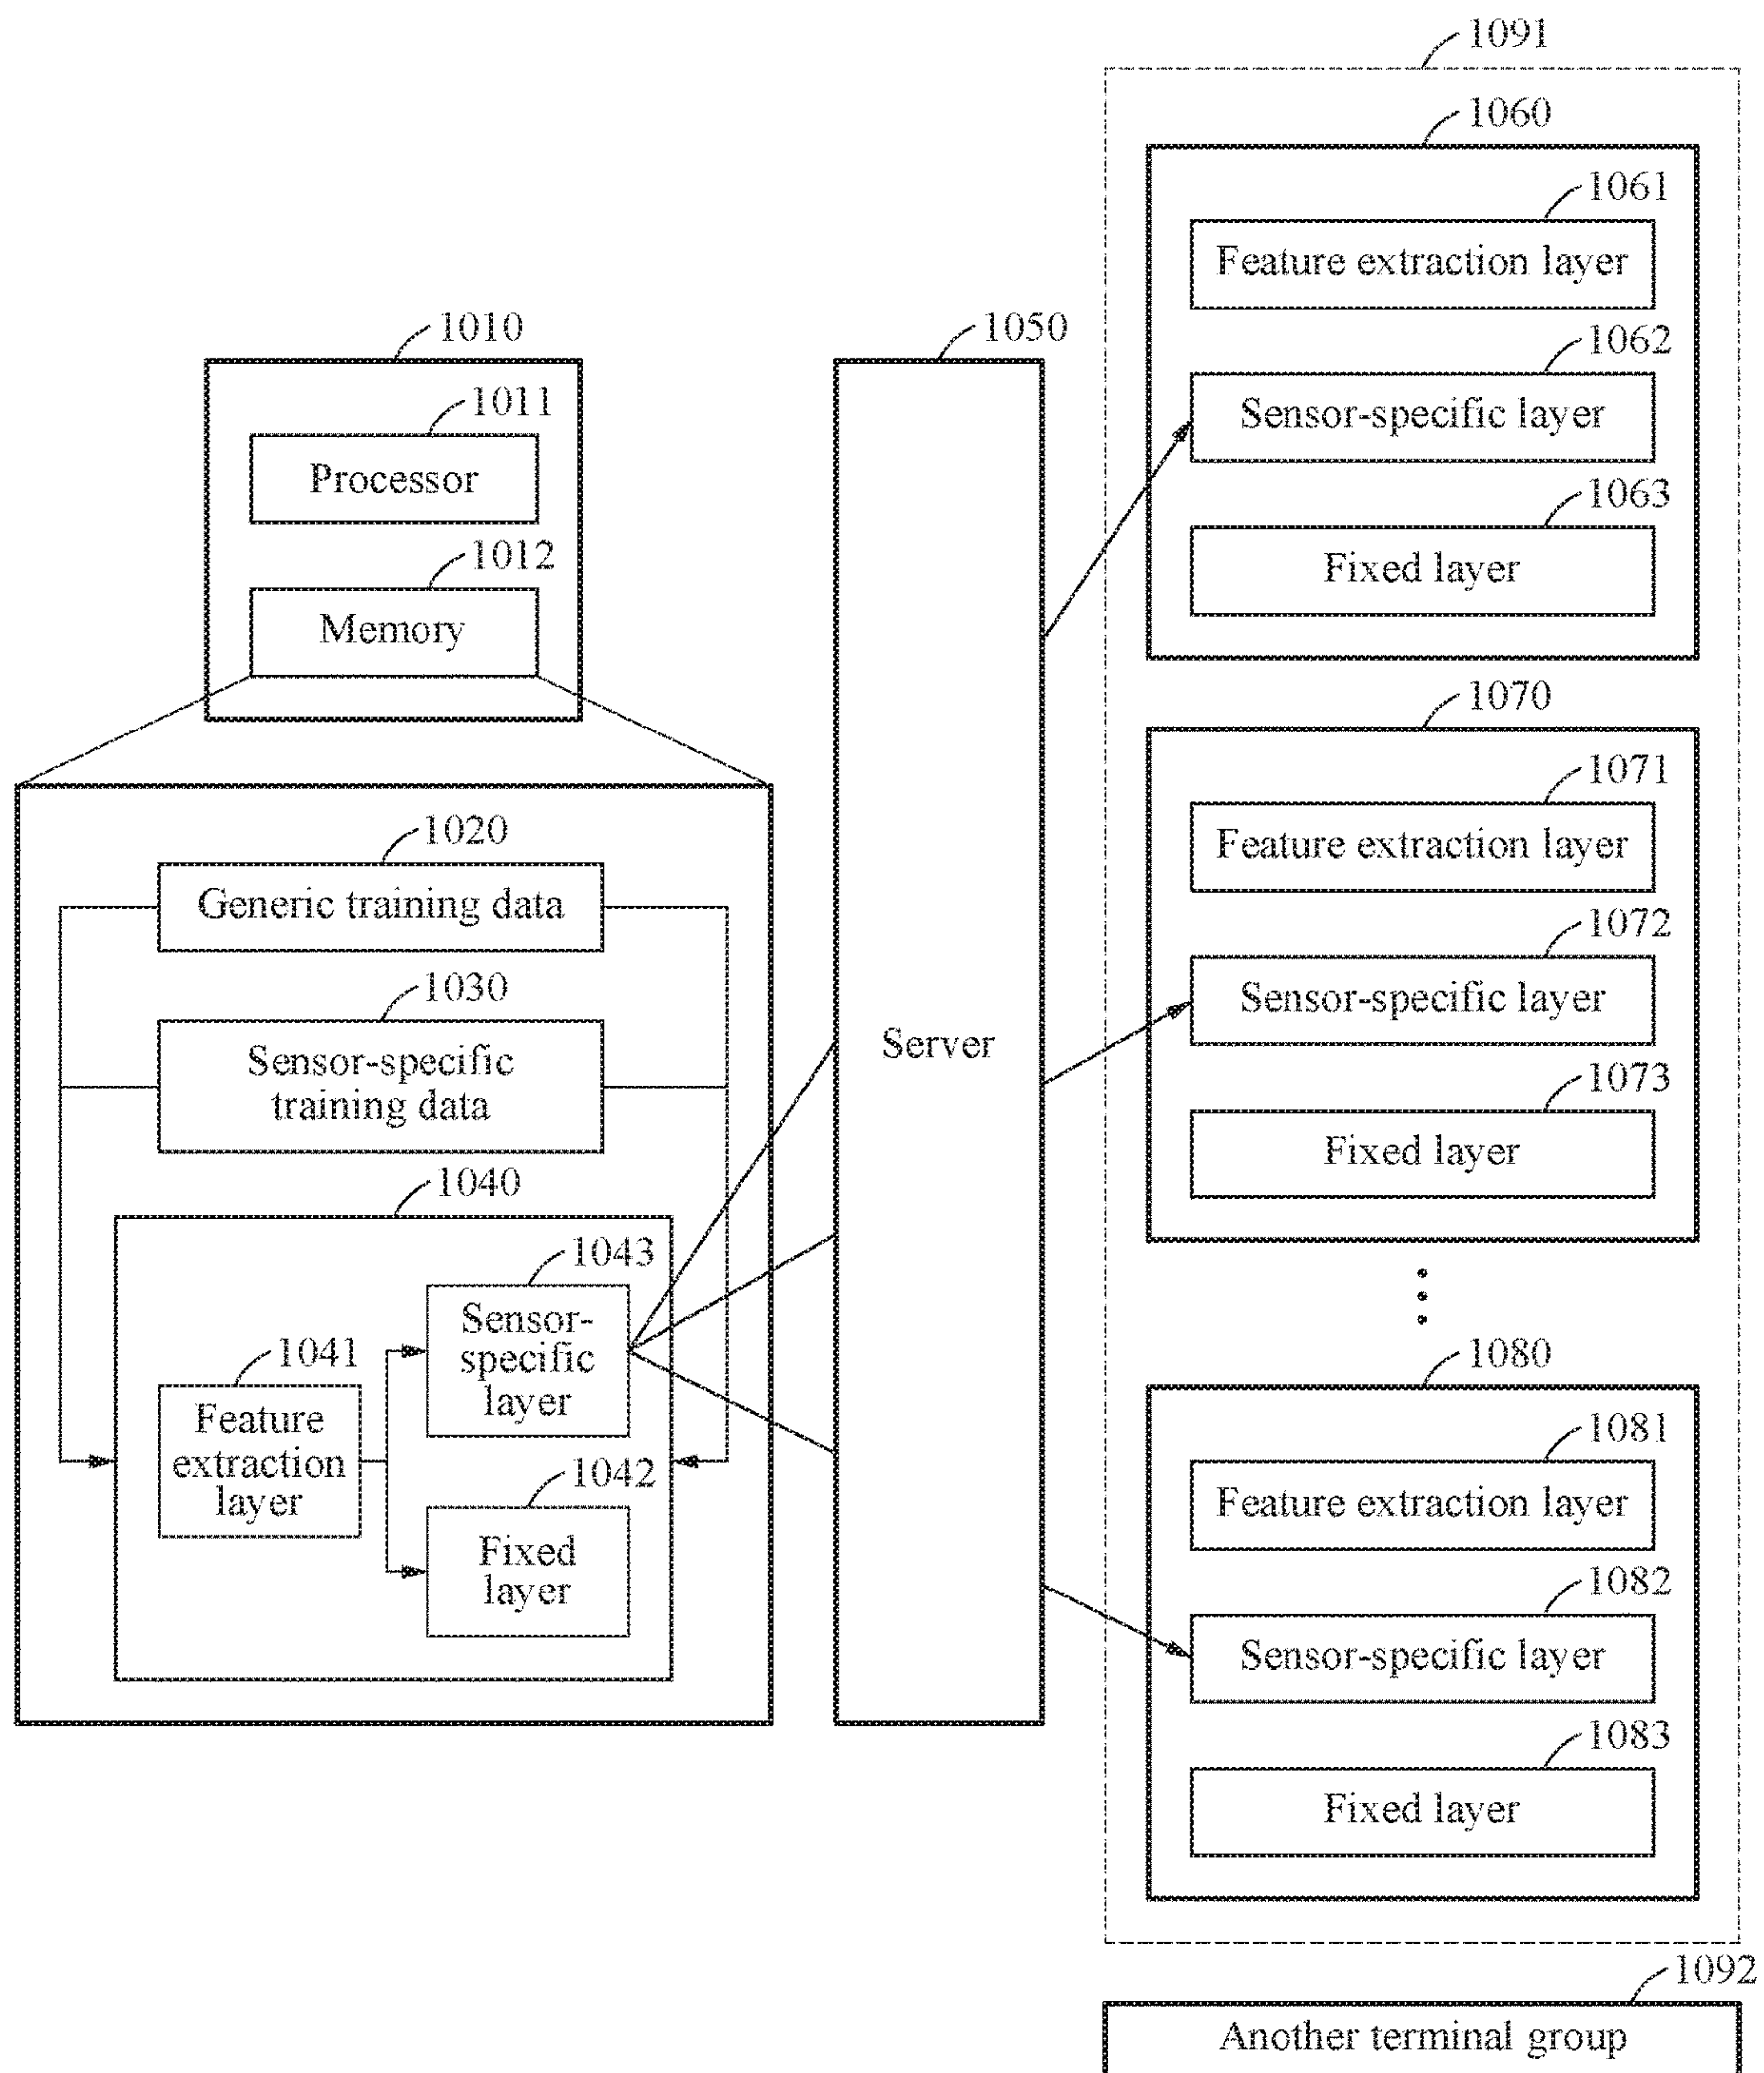 1010
1011
Processor
1012
Memory
1020
Generic training data
1030
Sensor-specific
training data
1040
1043
Sensor-
specific
layer
1041
Feature
extraction
layer
1042
Fixed
layer
1050
Server
1091
1060
1061
Feature extraction layer
1062
Sensor-specific layer
1063
Fixed layer
1070
1071
Feature extraction layer
1072
Sensor-specific layer
1073
Fixed layer
1080
1081
Feature extraction layer
1082
Sensor-specific layer
1083
Fixed layer
1092
Another terminal group